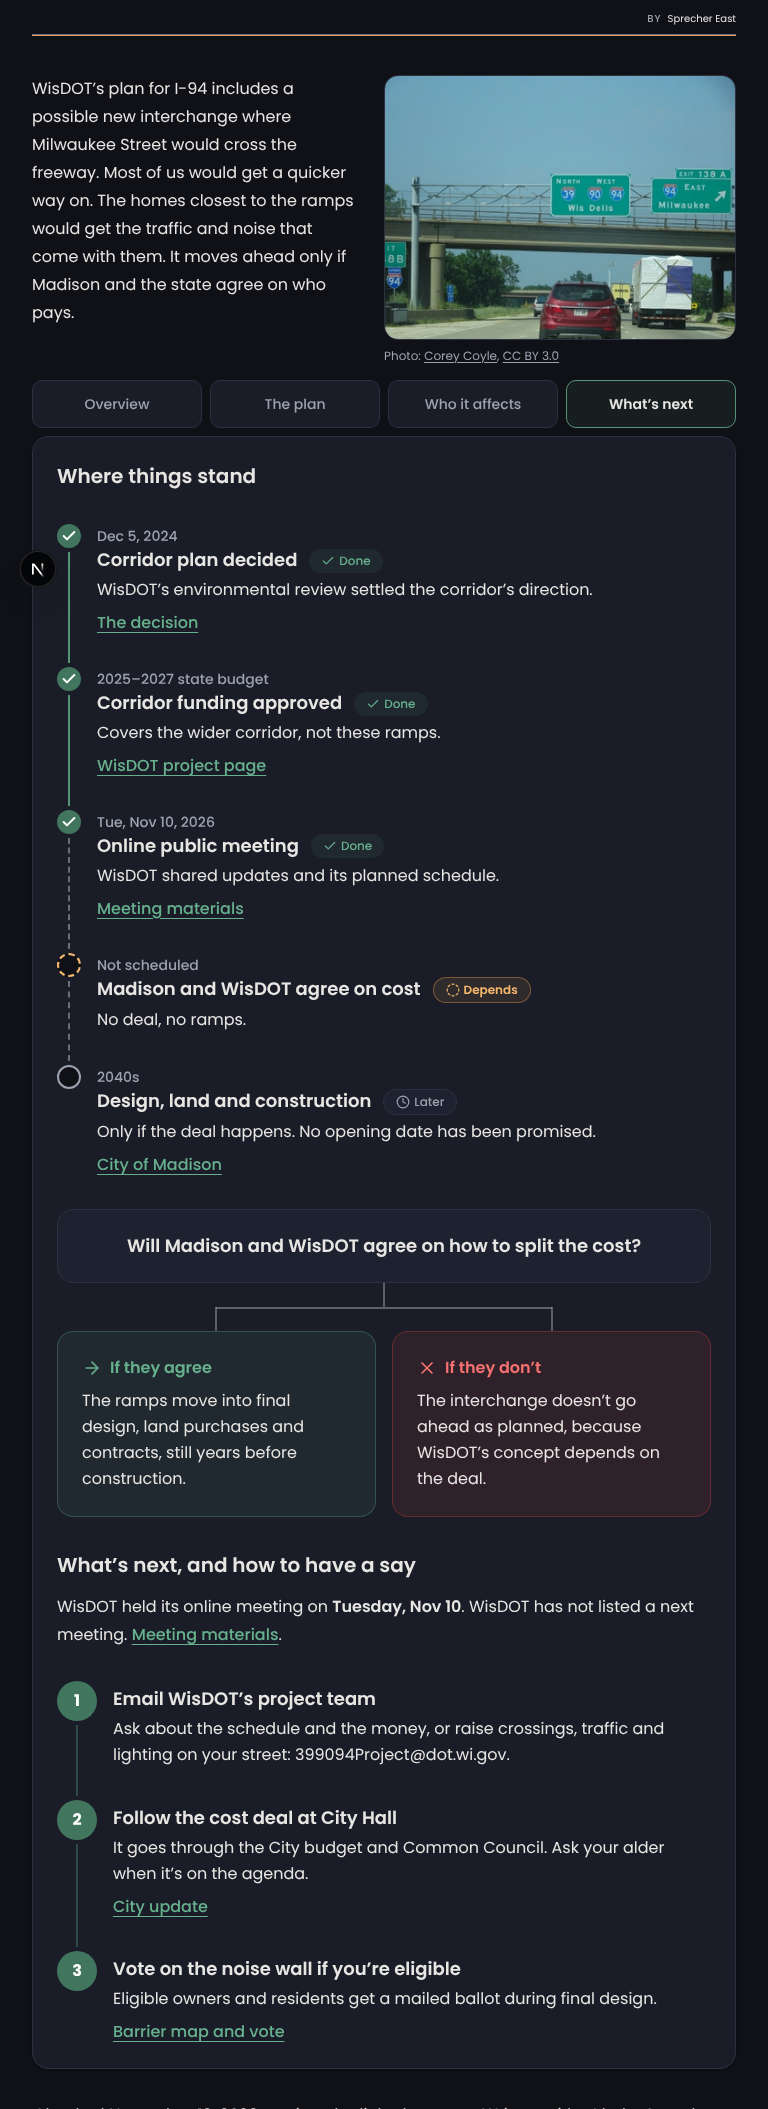 BY Sprecher East
WisDOT’s plan for I-94 includes a
possible new interchange where
Milwaukee Street would cross the
freeway. Most of us would get a quicker
way on. The homes closest to the ramps
would get the traffic and noise that
come with them. It moves ahead only if
Madison and the state agree on who
pays.
NORTH WEST
39 90 94
Wis Dells
EXIT 138 A
94 EAST
Milwaukee
94
Photo: Corey Coyle, CC BY 3.0
Overview
The plan
Who it affects
What’s next
Where things stand
Dec 5, 2024
Corridor plan decided Done
WisDOT’s environmental review settled the corridor’s direction.
The decision
N
2025–2027 state budget
Corridor funding approved Done
Covers the wider corridor, not these ramps.
WisDOT project page
Tue, Nov 10, 2026
Online public meeting Done
WisDOT shared updates and its planned schedule.
Meeting materials
Not scheduled
Madison and WisDOT agree on cost Depends
No deal, no ramps.
2040s
Design, land and construction Later
Only if the deal happens. No opening date has been promised.
City of Madison
Will Madison and WisDOT agree on how to split the cost?
If they agree
The ramps move into final
design, land purchases and
contracts, still years before
construction.
If they don’t
The interchange doesn’t go
ahead as planned, because
WisDOT’s concept depends on
the deal.
What’s next, and how to have a say
WisDOT held its online meeting on Tuesday, Nov 10. WisDOT has not listed a next
meeting. Meeting materials.
1 Email WisDOT’s project team
Ask about the schedule and the money, or raise crossings, traffic and
lighting on your street: 399094Project@dot.wi.gov.
2 Follow the cost deal at City Hall
It goes through the City budget and Common Council. Ask your alder
when it’s on the agenda.
City update
3 Vote on the noise wall if you’re eligible
Eligible owners and residents get a mailed ballot during final design.
Barrier map and vote